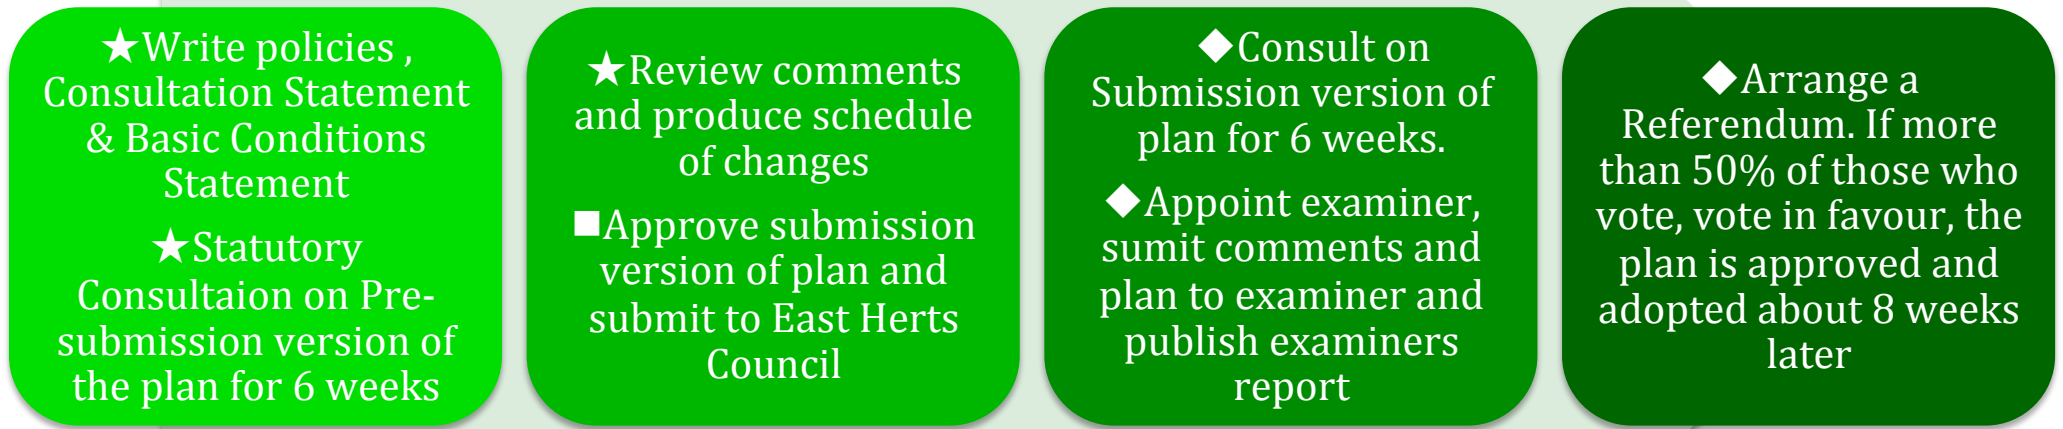 ★Write policies ,
Consultation Statement
& Basic Conditions
Statement
★Statutory
Consultaion on Pre-
submission version of
the plan for 6 weeks
★Review comments
and produce schedule
of changes
■Approve submission
version of plan and
submit to East Herts
Council
◆Consult on
Submission version of
plan for 6 weeks.
◆Appoint examiner,
sumit comments and
plan to examiner and
publish examiners
report
◆Arrange a
Referendum. If more
than 50% of those who
vote, vote in favour, the
plan is approved and
adopted about 8 weeks
later